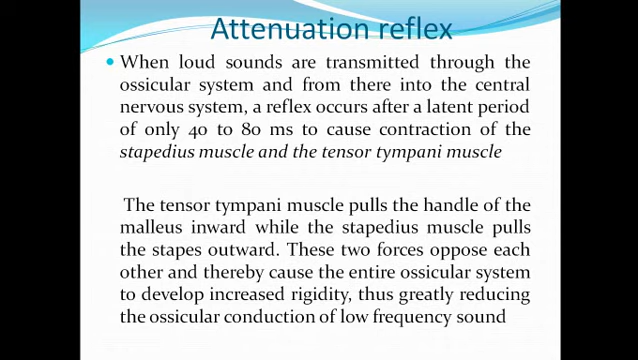 Attenuation reflex
• When loud sounds are transmitted through the
ossicular system and from there into the central
nervous system, a reflex occurs after a latent period
of only 40 to 80 ms to cause contraction of the
stapedius muscle and the tensor tympani muscle
The tensor tympani muscle pulls the handle of the
malleus inward while the stapedius muscle pulls
the stapes outward. These two forces oppose each
other and thereby cause the entire ossicular system
to develop increased rigidity, thus greatly reducing
the ossicular conduction of low frequency sound